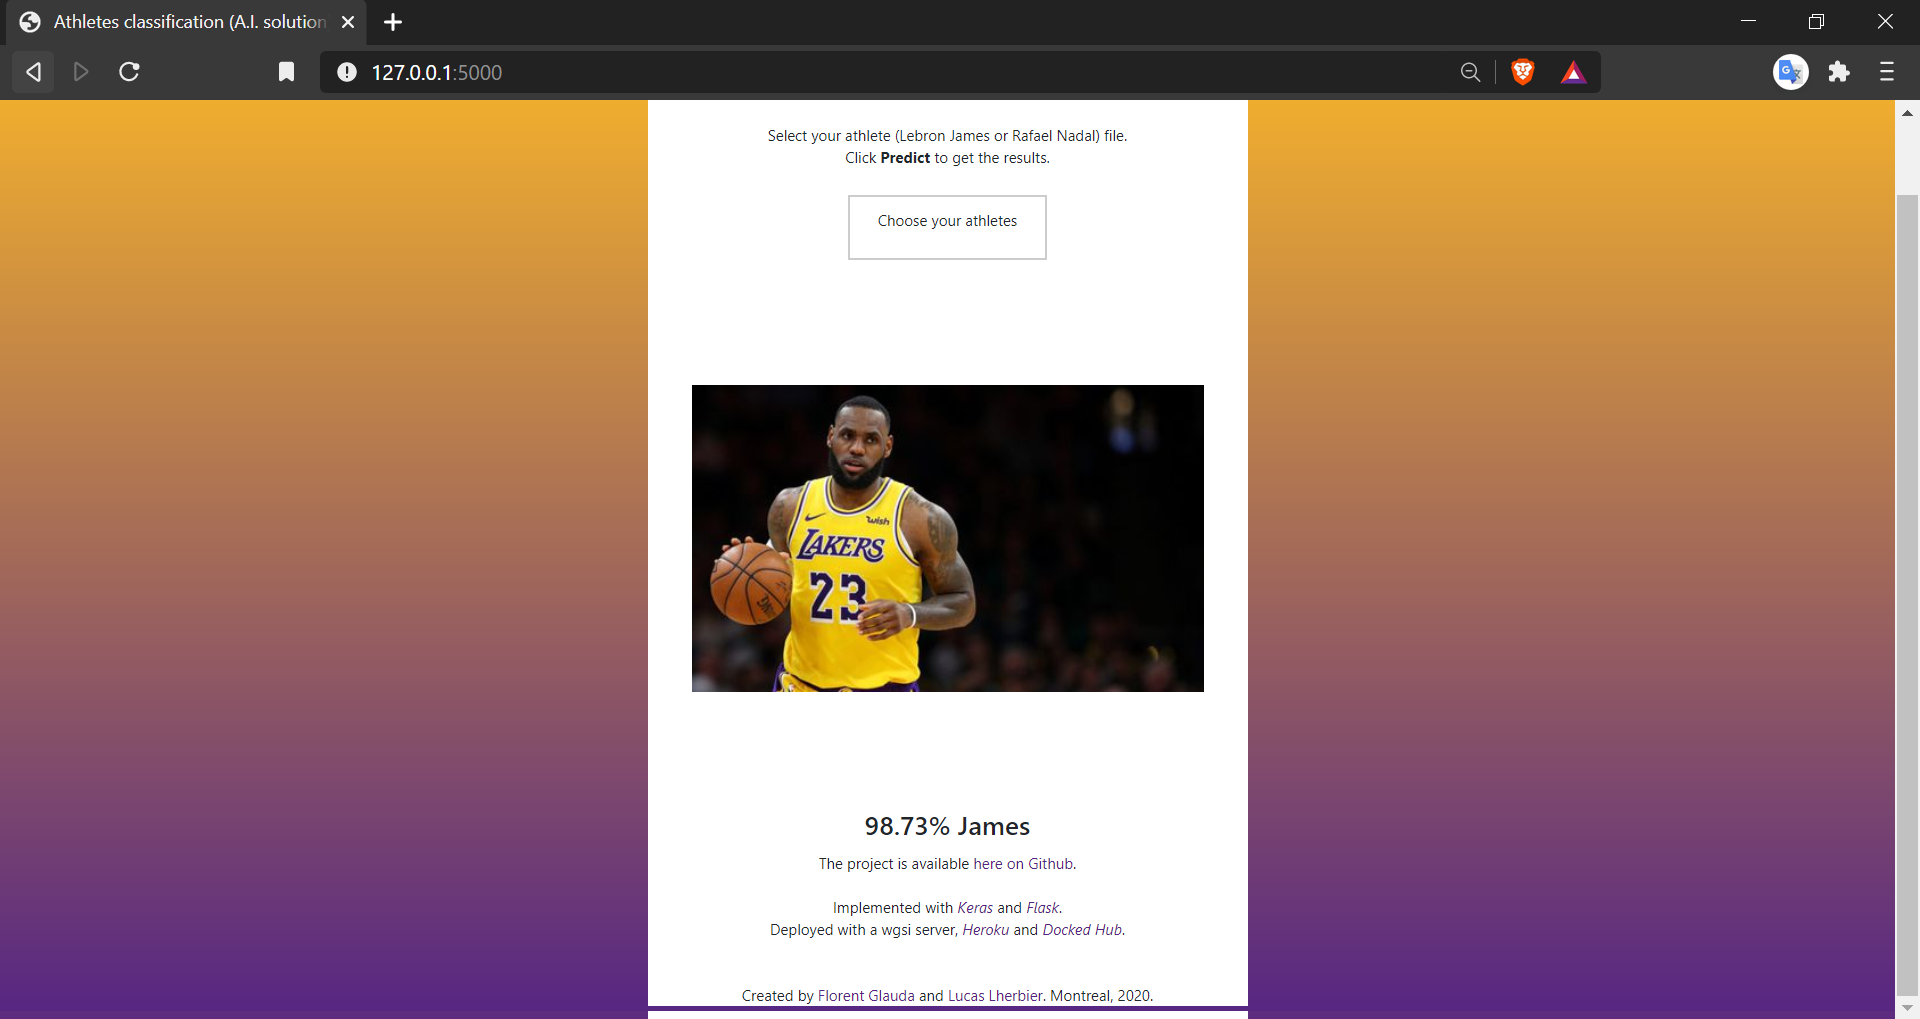 Athletes classification (A.I. solution
127.0.0.1:5000
Select your athlete (Lebron James or Rafael Nadal) file.
Click Predict to get the results.
Choose your athletes
wish
LAKERS
23
98.73% James
The project is available here on Github.
Implemented with Keras and Flask.
Deployed with a wgsi server, Heroku and Docked Hub.
Created by Florent Glauda and Lucas Lherbier. Montreal, 2020.